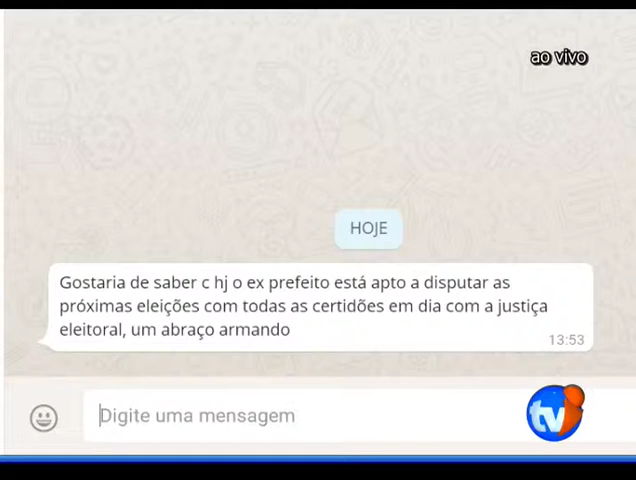 ao vivo
HOJE
Gostaria de saber c hj o ex prefeito está apto a disputar as
próximas eleições com todas as certidões em dia com a justiça
eleitoral, um abraço armando
13:53
Digite uma mensagem
tv